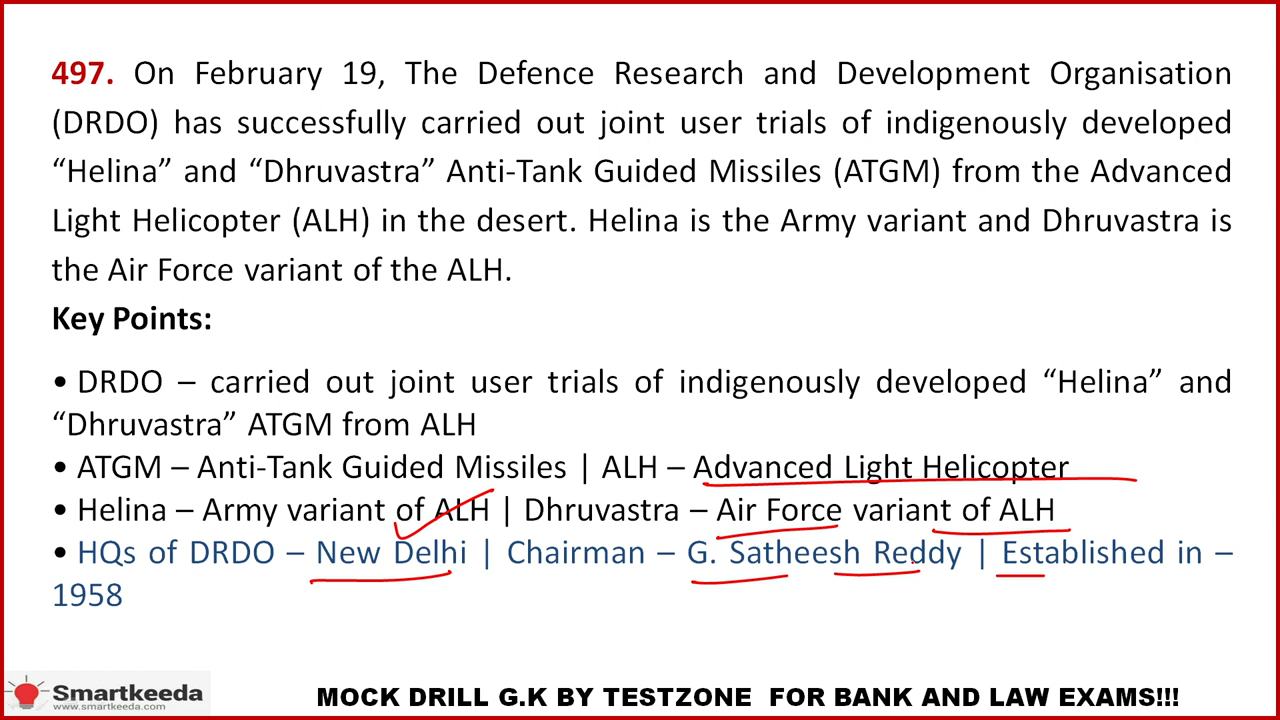 497. On February 19, The Defence Research and Development Organisation
(DRDO) has successfully carried out joint user trials of indigenously developed
“Helina” and “Dhruvastra” Anti-Tank Guided Missiles (ATGM) from the Advanced
Light Helicopter (ALH) in the desert. Helina is the Army variant and Dhruvastra is
the Air Force variant of the ALH.
Key Points:
• DRDO – carried out joint user trials of indigenously developed “Helina” and
“Dhruvastra” ATGM from ALH
• ATGM – Anti-Tank Guided Missiles | ALH – Advanced Light Helicopter
• Helina – Army variant of ALH | Dhruvastra – Air Force variant of ALH
• HQs of DRDO – New Delhi | Chairman – G. Satheesh Reddy | Established in –
1958
Smartkeeda
www.smartkeeda.com
MOCK DRILL G.K BY TESTZONE FOR BANK AND LAW EXAMS!!!